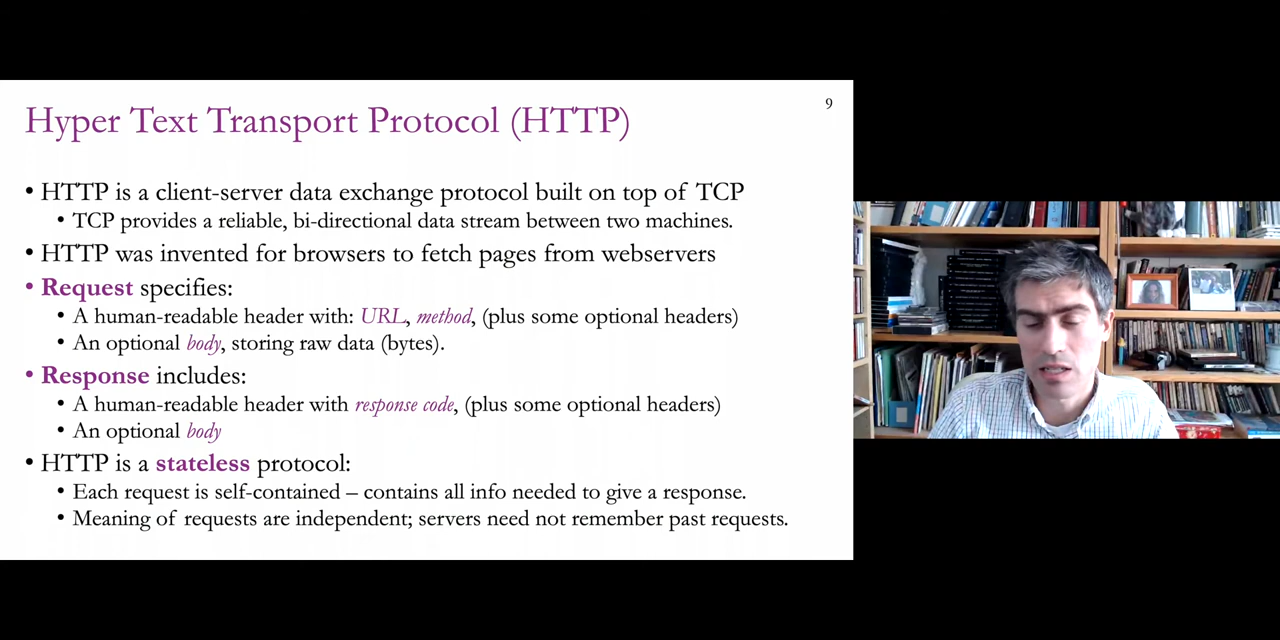 Hyper Text Transport Protocol (HTTP)
9
• HTTP is a client-server data exchange protocol built on top of TCP
• TCP provides a reliable, bi-directional data stream between two machines.
• HTTP was invented for browsers to fetch pages from webservers
• Request specifies:
• A human-readable header with: URL, method, (plus some optional headers)
• An optional body, storing raw data (bytes).
• Response includes:
• A human-readable header with response code, (plus some optional headers)
• An optional body
• HTTP is a stateless protocol:
• Each request is self-contained – contains all info needed to give a response.
• Meaning of requests are independent; servers need not remember past requests.